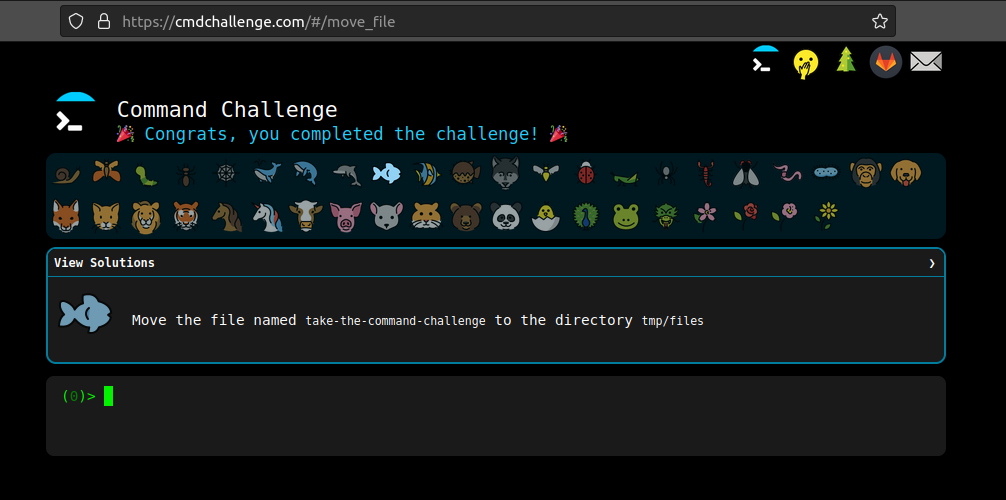 https://cmdchallenge.com/#/move_file
Command Challenge
🎉 Congrats, you completed the challenge! 🎉
View Solutions ❯
Move the file named take-the-command-challenge to the directory tmp/files
(0)>